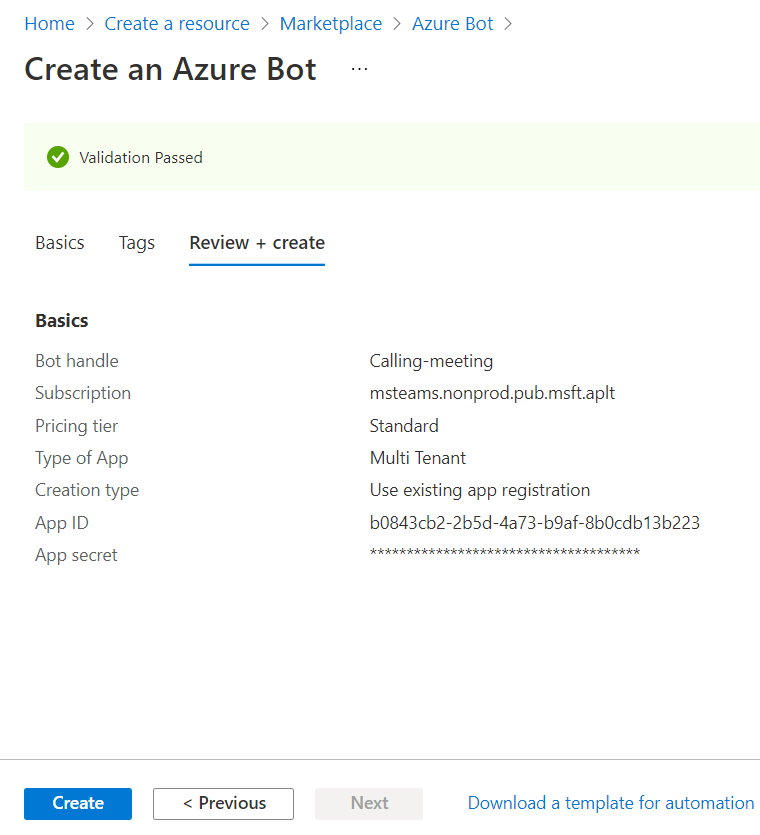 Home > Create a resource > Marketplace > Azure Bot >
Create an Azure Bot ...
Validation Passed
Basics Tags Review + create
Basics
Bot handle Calling-meeting
Subscription msteams.nonprod.pub.msft.aplt
Pricing tier Standard
Type of App Multi Tenant
Creation type Use existing app registration
App ID b0843cb2-2b5d-4a73-b9af-8b0cdb13b223
App secret *************************************
Create < Previous Next Download a template for automation